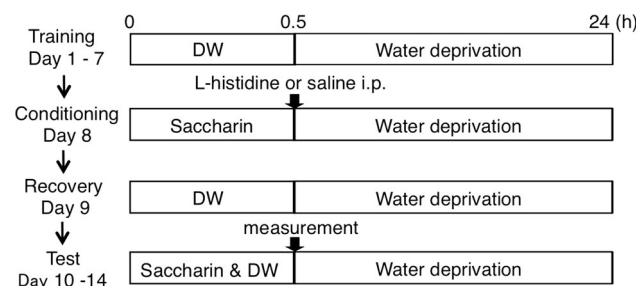 0 0.5 24 (h)
Training
Day 1 - 7
DW Water deprivation
L-histidine or saline i.p.
Conditioning
Day 8
Saccharin Water deprivation
Recovery
Day 9
DW Water deprivation
measurement
Test
Day 10 -14
Saccharin & DW Water deprivation